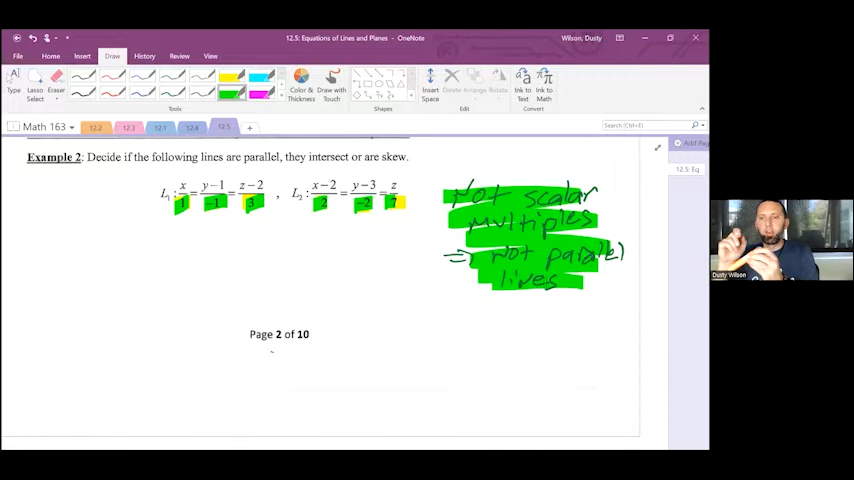 12.5: Equations of Lines and Planes - OneNote
Wilson, Dusty
File Home Insert Draw History Review View
Type
Lasso Select
Eraser
Color & Thickness
Draw with Touch
Insert Space
Delete
Arrange
Rotate
Ink to Text
Ink to Math
Tools
Shapes
Edit
Convert
Math 163 12.2 12.3 12.1 12.4 12.5 +
Search (Ctrl+E)
Add Pag
12.5: Eq
Example 2: Decide if the following lines are parallel, they intersect or are skew.
L₁: x/1 = y−1/−1 = z−2/3 , L₂: x−2/2 = y−3/−2 = z/7
Not scalar
multiples
=> not parallel
lines
Page 2 of 10
Dusty Wilson